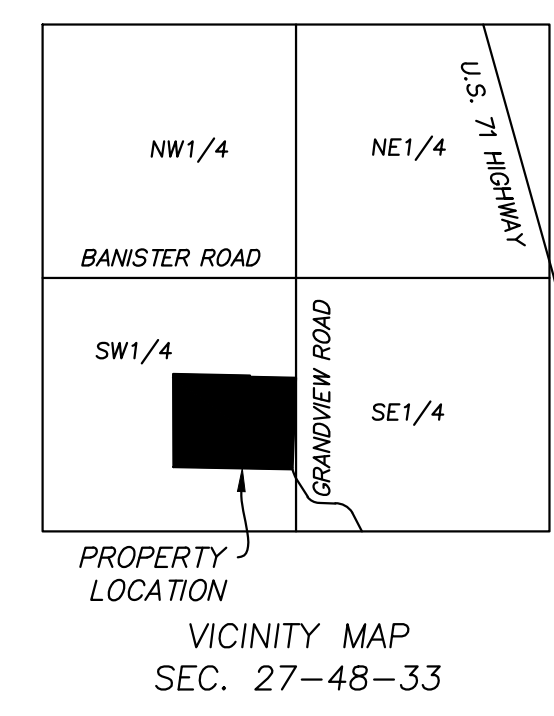 NW1/4
NE1/4
U.S. 71 HIGHWAY
BANISTER ROAD
SW1/4
GRANDVIEW ROAD
SE1/4
PROPERTY
LOCATION
VICINITY MAP
SEC. 27-48-33